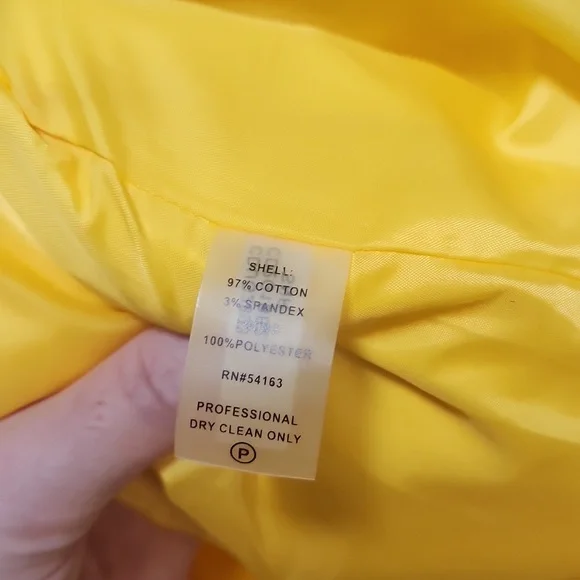 SHELL:
97% COTTON
3% SPANDEX
100%POLYESTER
RN#54163
PROFESSIONAL
DRY CLEAN ONLY
P